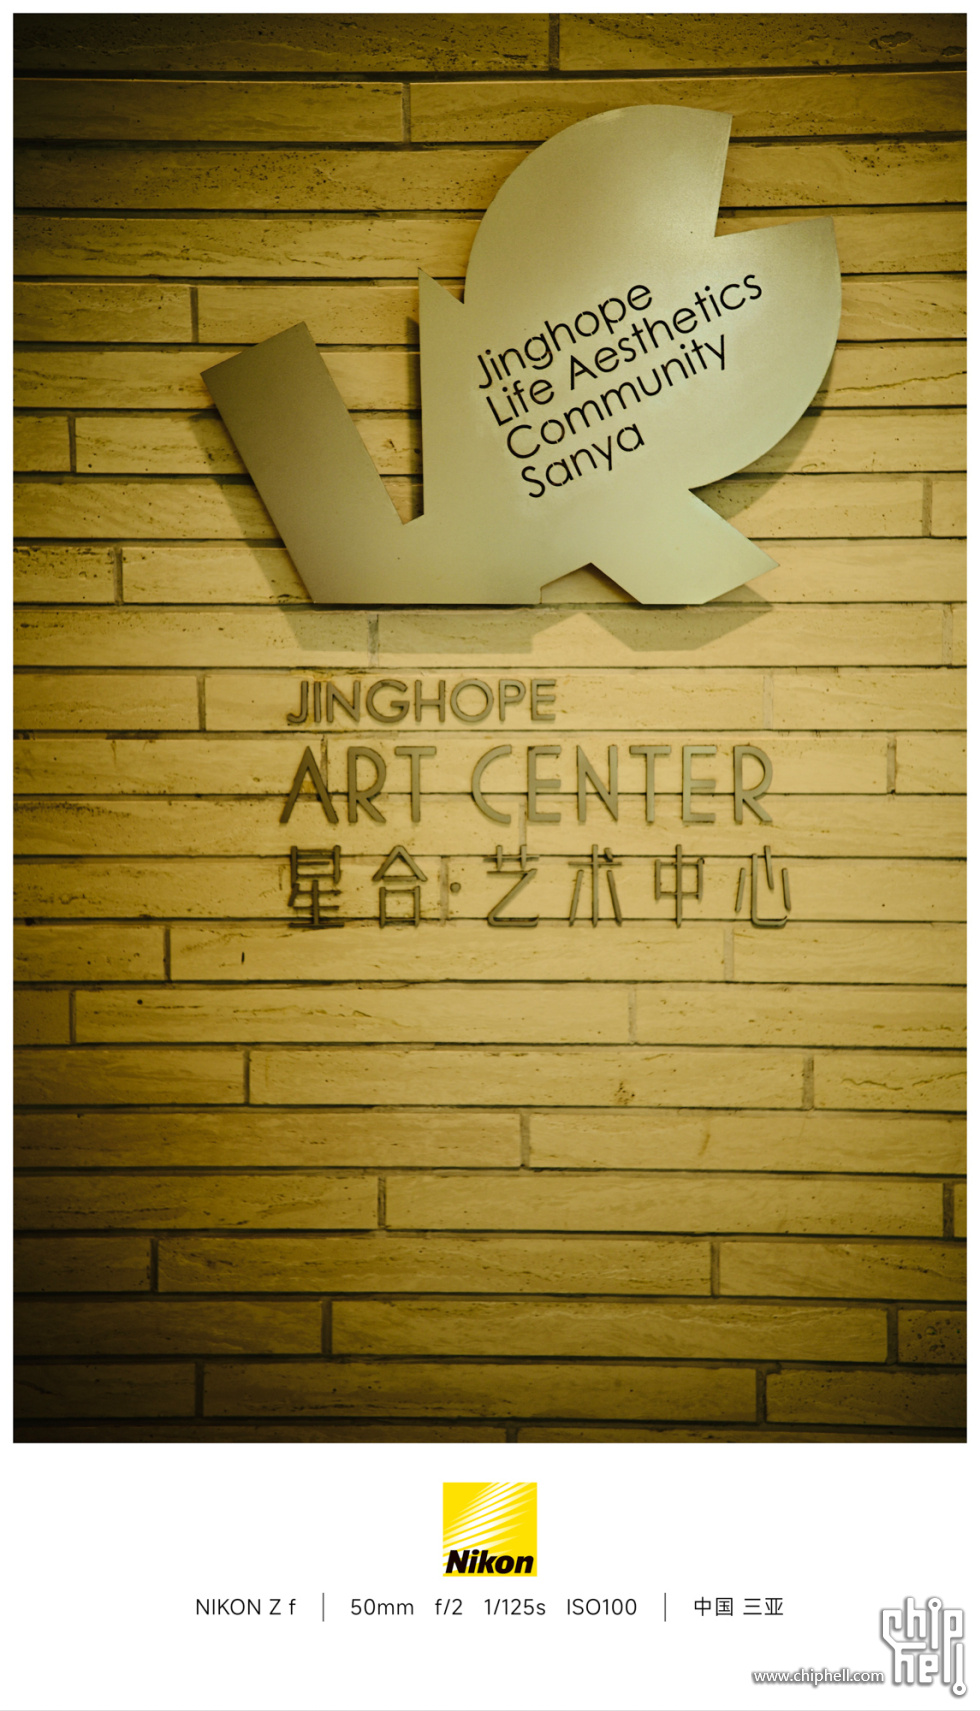 Jinghope
Life Aesthetics
Community
Sanya
JINGHOPE
ART CENTER
星合·艺术中心
Nikon
NIKON Z f | 50mm f/2 1/125s ISO100 | 中国 三亚
chip
hell
www.chiphell.com